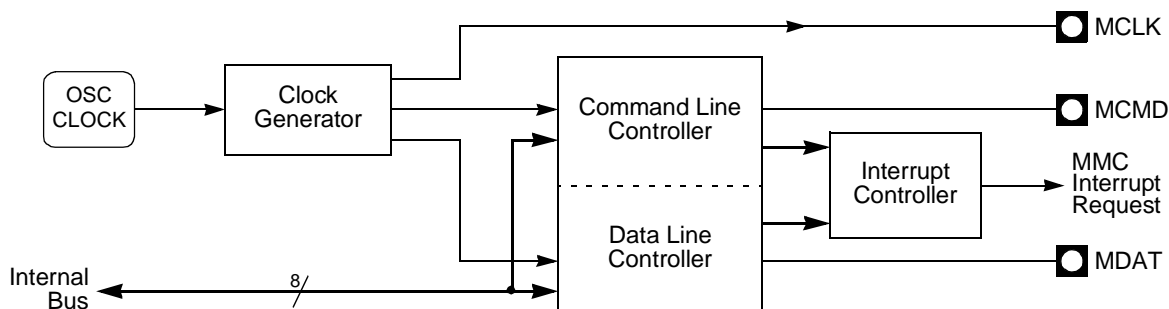 MCLK
OSC
CLOCK
Clock
Generator
Command Line
Controller
MCMD
Interrupt
Controller
MMC
Interrupt
Request
Data Line
Controller
MDAT
Internal
Bus
8